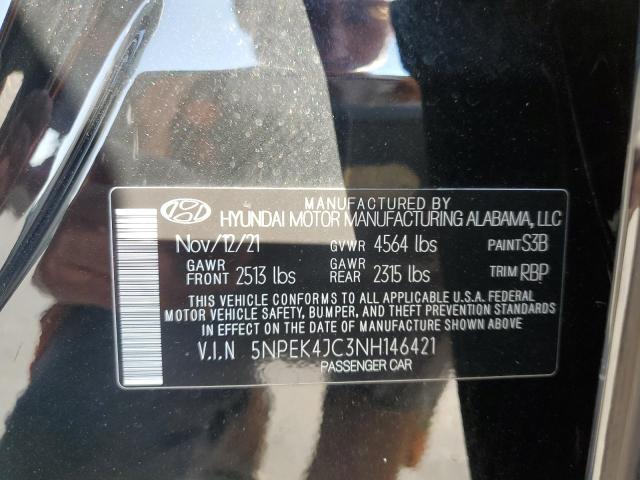 MANUFACTURED BY
HYUNDAI MOTOR MANUFACTURING ALABAMA, LLC
Nov/12/21 GVWR 4564 lbs PAINT S3B
GAWR FRONT 2513 lbs GAWR REAR 2315 lbs TRIM RBP
THIS VEHICLE CONFORMS TO ALL APPLICABLE U.S.A. FEDERAL
MOTOR VEHICLE SAFETY, BUMPER, AND THEFT PREVENTION
STANDARDS IN EFFECT ON THE DATE OF MANUFACTURE SHOWN ABOVE.
V.I.N 5NPEK4JC3NH146421
PASSENGER CAR